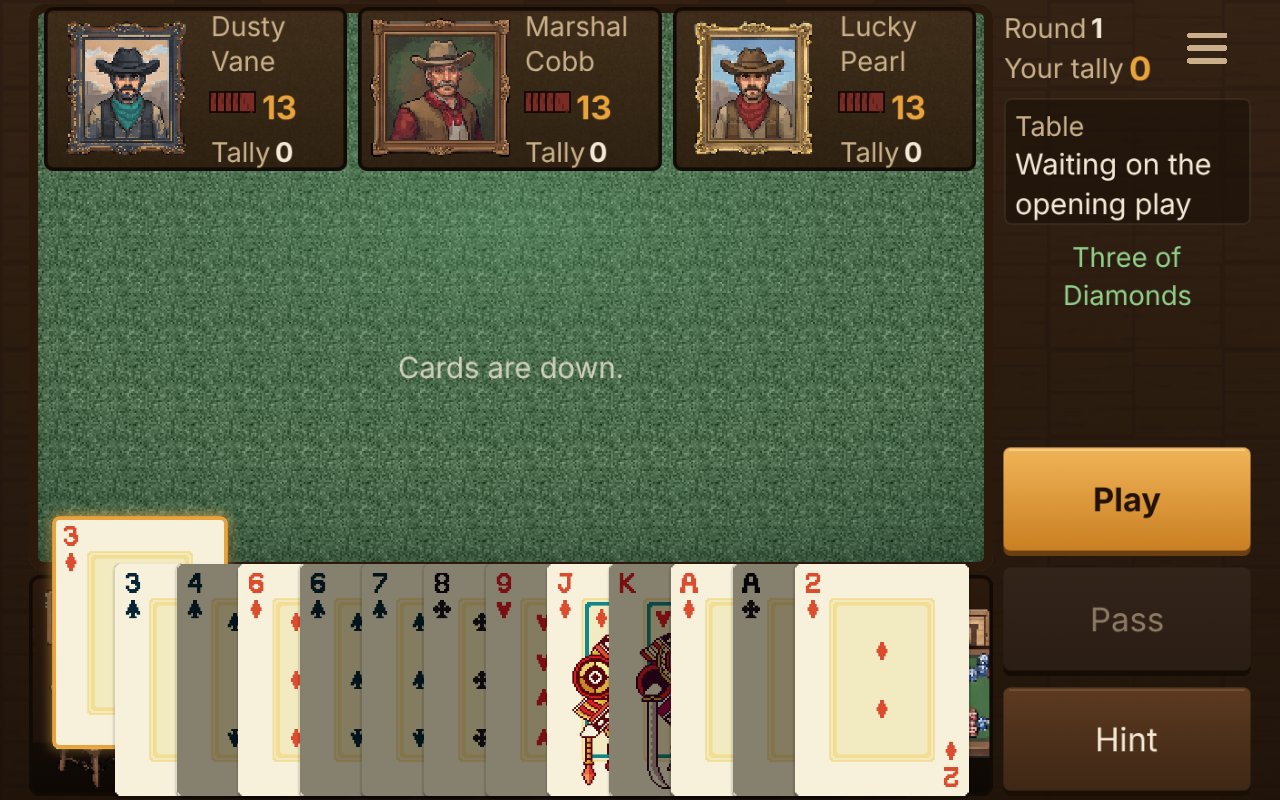 Dusty
Vane
13
Tally 0
Marshal
Cobb
13
Tally 0
Lucky
Pearl
13
Tally 0
Round 1
Your tally 0
Table
Waiting on the
opening play
Three of
Diamonds
Cards are down.
Play
Pass
Hint
3 3 4 6 6 7 8 9 J K A A 2
2